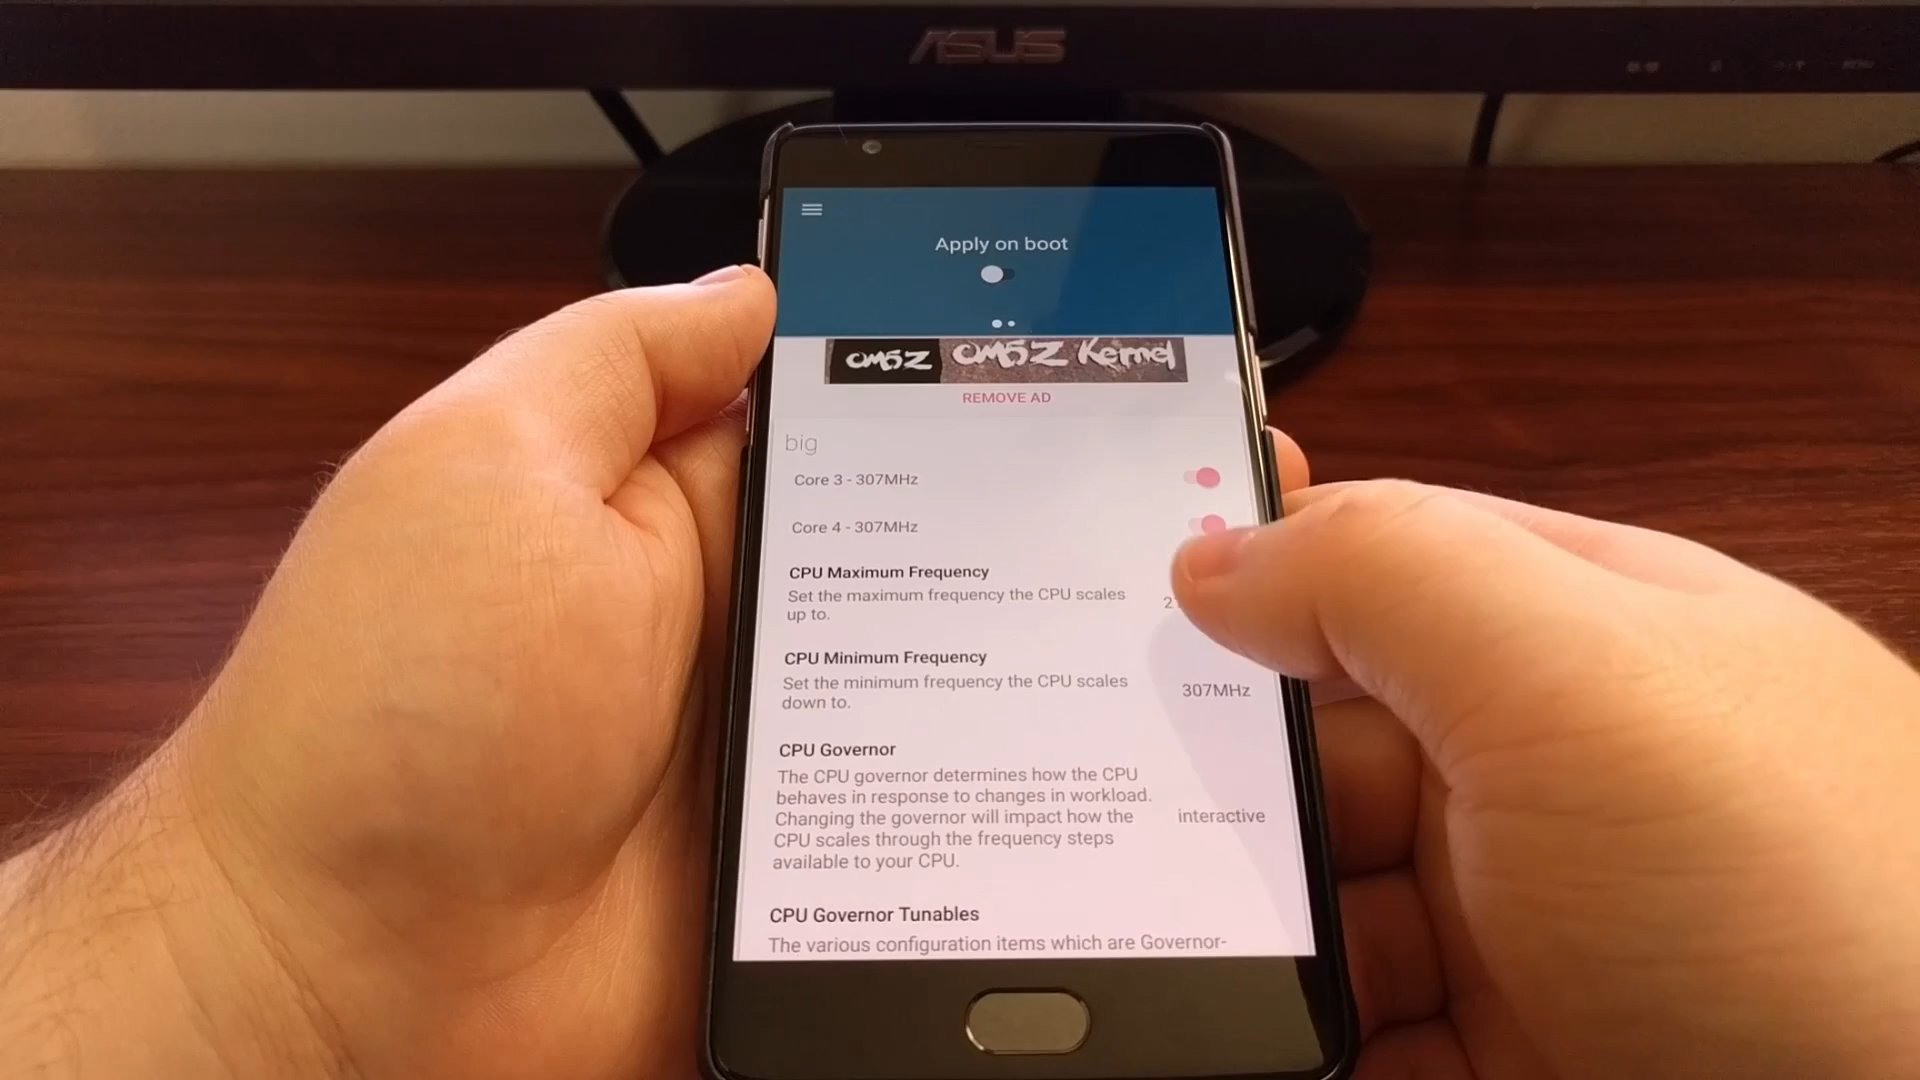 ASUS
Apply on boot
CM5Z CM5Z Kernel
REMOVE AD
big
Core 3 - 307MHz
Core 4 - 307MHz
CPU Maximum Frequency
Set the maximum frequency the CPU scales
up to.
CPU Minimum Frequency
Set the minimum frequency the CPU scales
down to.
307MHz
CPU Governor
The CPU governor determines how the CPU
behaves in response to changes in workload.
Changing the governor will impact how the
CPU scales through the frequency steps
available to your CPU.
interactive
CPU Governor Tunables
The various configuration items which are Governor-